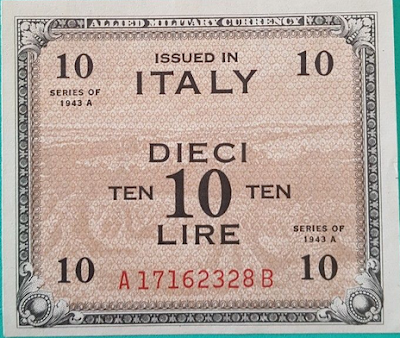 ALLIED MILITARY CURRENCY
10 ISSUED IN 10
ITALY
SERIES OF
1943 A
DIECI
TEN 10 TEN
LIRE
SERIES OF
1943 A
10 A17162328B 10